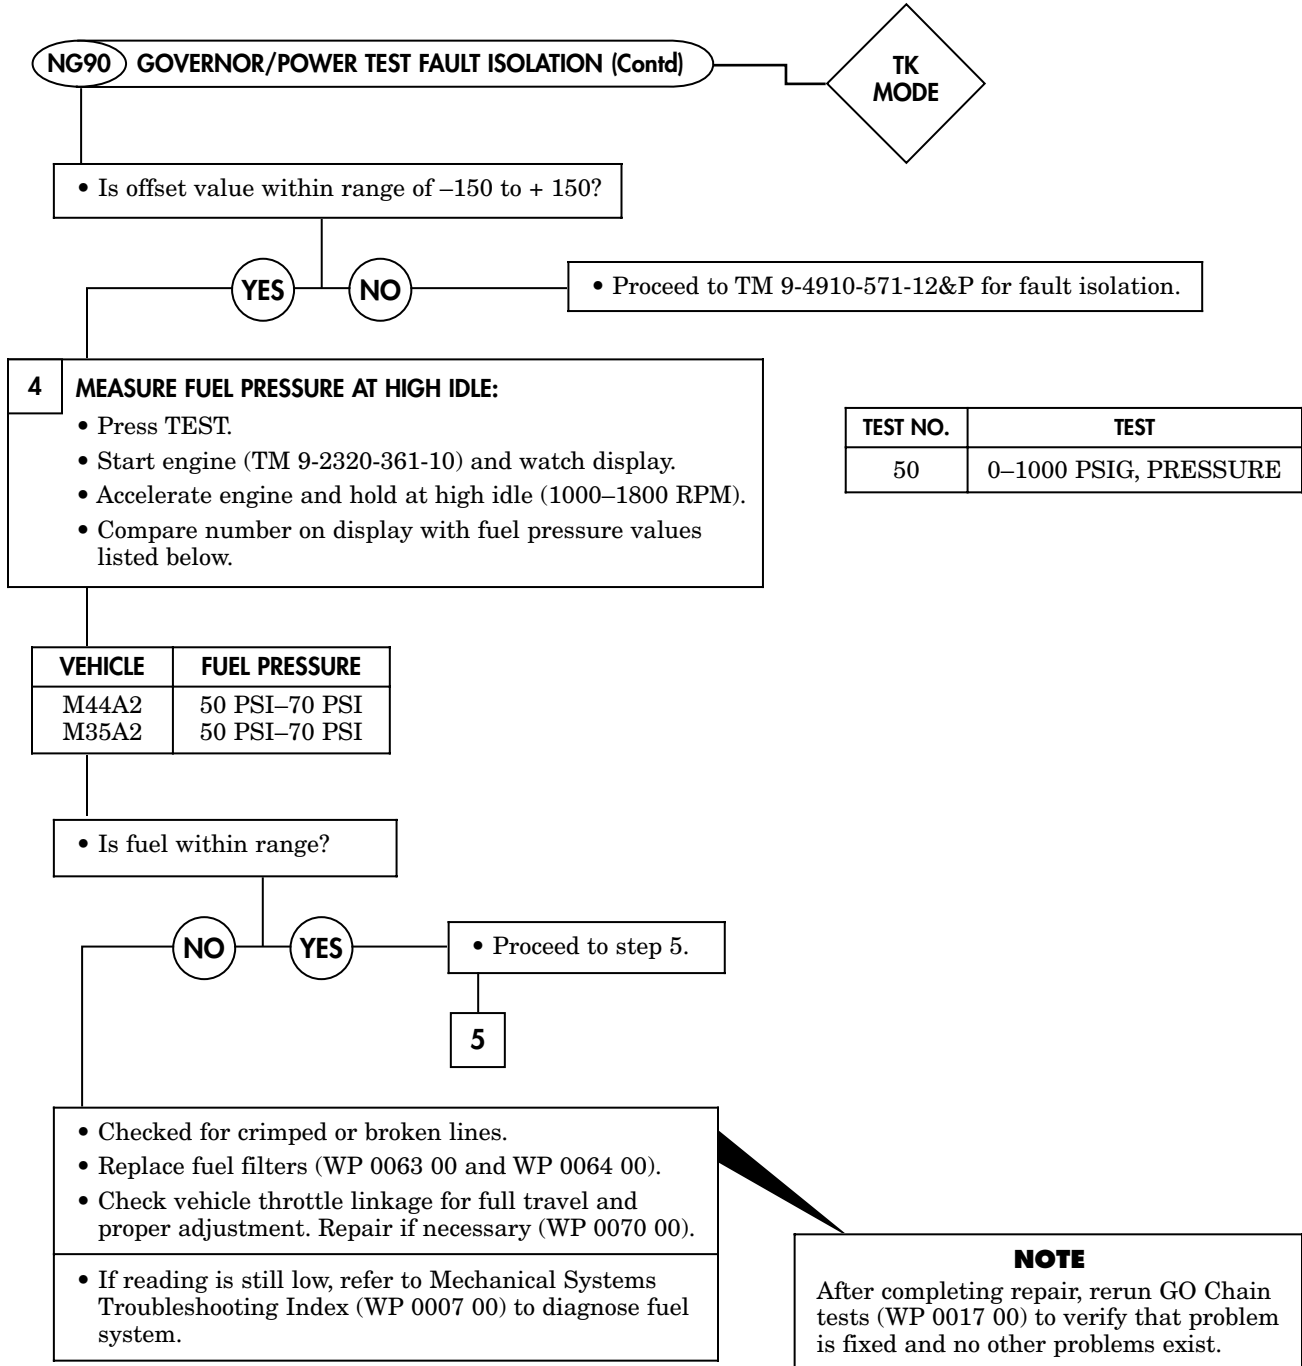 NG90 GOVERNOR/POWER TEST FAULT ISOLATION (Contd)
TK
MODE
• Is offset value within range of –150 to + 150?
YES NO
• Proceed to TM 9-4910-571-12&P for fault isolation.
4 MEASURE FUEL PRESSURE AT HIGH IDLE:
• Press TEST.
• Start engine (TM 9-2320-361-10) and watch display.
• Accelerate engine and hold at high idle (1000–1800 RPM).
• Compare number on display with fuel pressure values
listed below.
TEST NO. TEST
50 0–1000 PSIG, PRESSURE
VEHICLE FUEL PRESSURE
M44A2 50 PSI–70 PSI
M35A2 50 PSI–70 PSI
• Is fuel within range?
NO YES
• Proceed to step 5.
5
• Checked for crimped or broken lines.
• Replace fuel filters (WP 0063 00 and WP 0064 00).
• Check vehicle throttle linkage for full travel and
proper adjustment. Repair if necessary (WP 0070 00).
• If reading is still low, refer to Mechanical Systems
Troubleshooting Index (WP 0007 00) to diagnose fuel
system.
NOTE
After completing repair, rerun GO Chain
tests (WP 0017 00) to verify that problem
is fixed and no other problems exist.